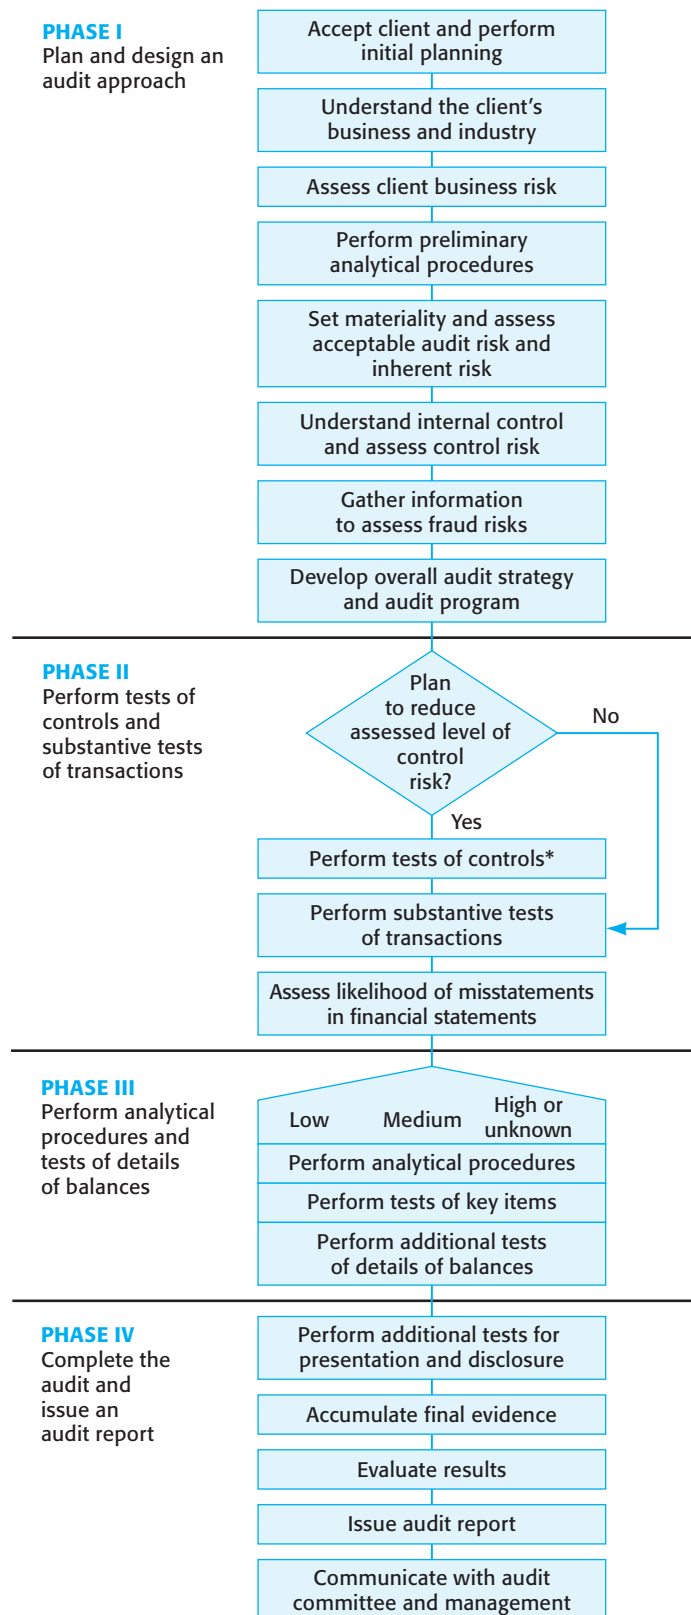 PHASE I
Plan and design an
audit approach
Accept client and perform
initial planning
Understand the client's
business and industry
Assess client business risk
Perform preliminary
analytical procedures
Set materiality and assess
acceptable audit risk and
inherent risk
Understand internal control
and assess control risk
Gather information
to assess fraud risks
Develop overall audit strategy
and audit program
PHASE II
Perform tests of
controls and
substantive tests
of transactions
Plan
to reduce
assessed level of
control
risk?
No
Yes
Perform tests of controls*
Perform substantive tests
of transactions
Assess likelihood of misstatements
in financial statements
PHASE III
Perform analytical
procedures and
tests of details
of balances
Low
Medium
High or
unknown
Perform analytical procedures
Perform tests of key items
Perform additional tests
of details of balances
PHASE IV
Complete the
audit and
issue an
audit report
Perform additional tests for
presentation and disclosure
Accumulate final evidence
Evaluate results
Issue audit report
Communicate with audit
committee and management